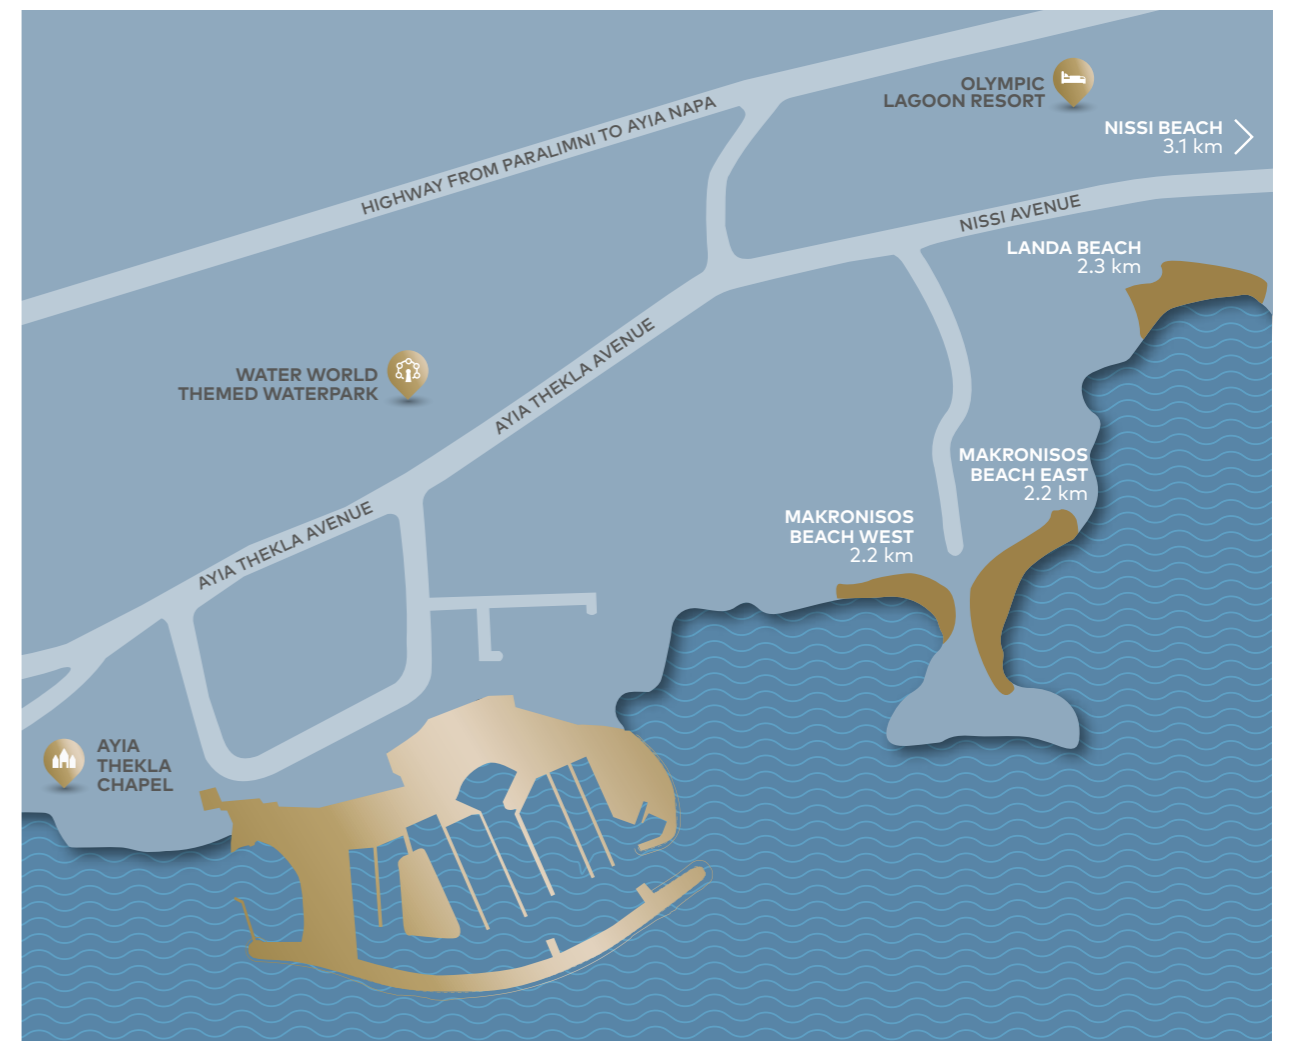 OLYMPIC
LAGOON RESORT
HIGHWAY FROM PARALIMNI TO AYIA NAPA
NISSI BEACH
3.1 km
NISSI AVENUE
LANDA BEACH
2.3 km
WATER WORLD
THEMED WATERPARK
AYIA THEKLA AVENUE
MAKRONISOS
BEACH EAST
2.2 km
MAKRONISOS
BEACH WEST
2.2 km
AYIA THEKLA AVENUE
AYIA
THEKLA
CHAPEL